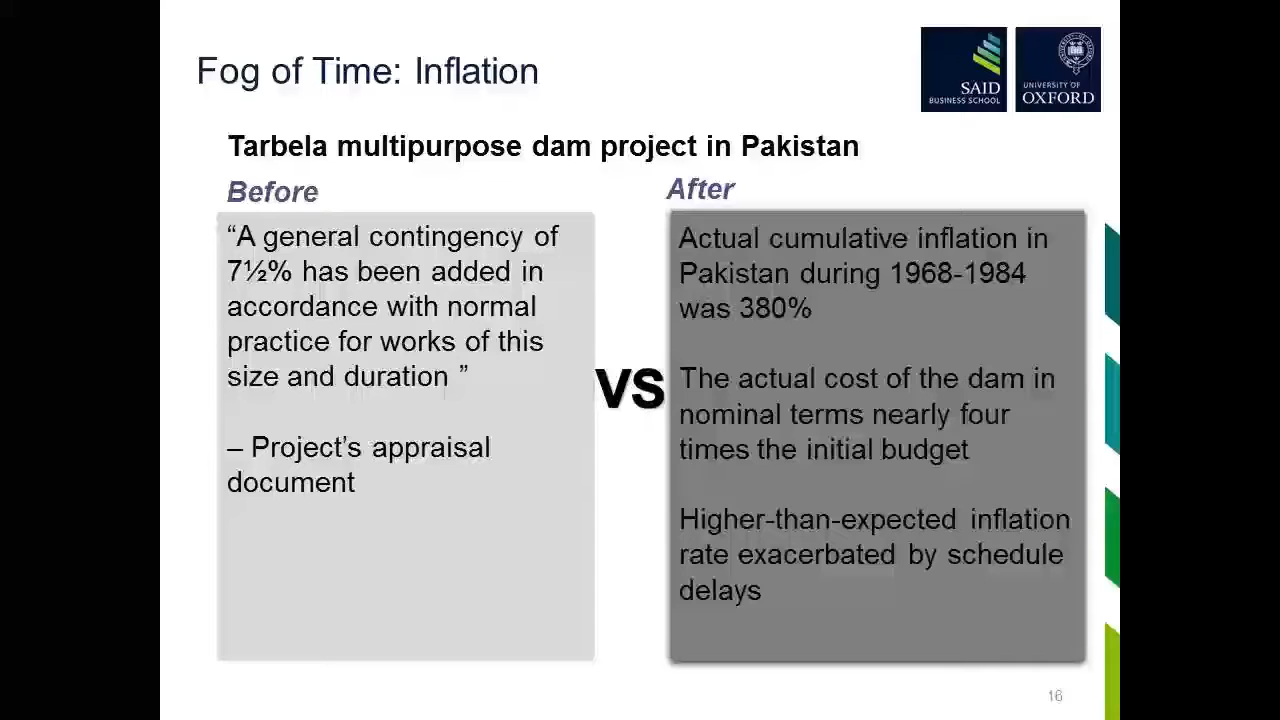 Fog of Time: Inflation
SAID
BUSINESS SCHOOL
UNIVERSITY OF
OXFORD
Tarbela multipurpose dam project in Pakistan
Before
“A general contingency of
7½% has been added in
accordance with normal
practice for works of this
size and duration ”
– Project’s appraisal
document
VS
After
Actual cumulative inflation in
Pakistan during 1968-1984
was 380%
The actual cost of the dam in
nominal terms nearly four
times the initial budget
Higher-than-expected inflation
rate exacerbated by schedule
delays
16